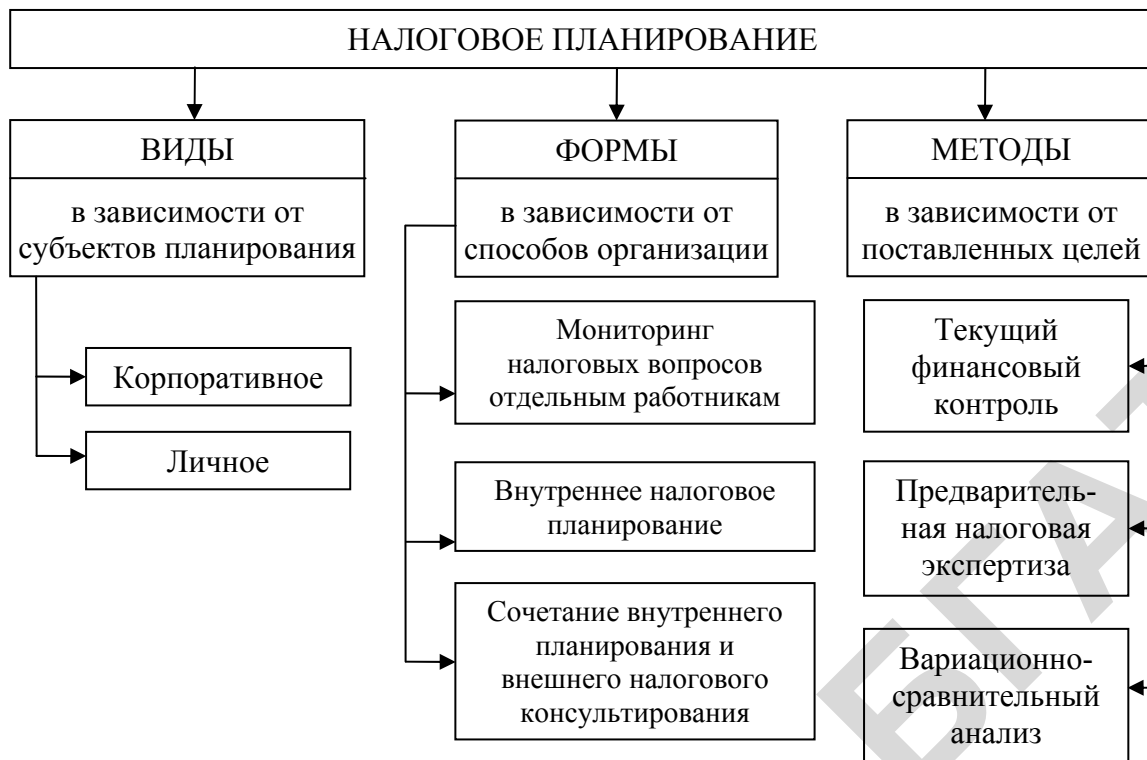 НАЛОГОВОЕ ПЛАНИРОВАНИЕ
ВИДЫ
в зависимости от
субъектов планирования
Корпоративное
Личное
ФОРМЫ
в зависимости от
способов организации
Мониторинг
налоговых вопросов
отдельным работникам
Внутреннее налоговое
планирование
Сочетание внутреннего
планирования и
внешнего налогового
консультирования
МЕТОДЫ
в зависимости от
поставленных целей
Текущий
финансовый
контроль
Предваритель-
ная налоговая
экспертиза
Вариационно-
сравнительный
анализ